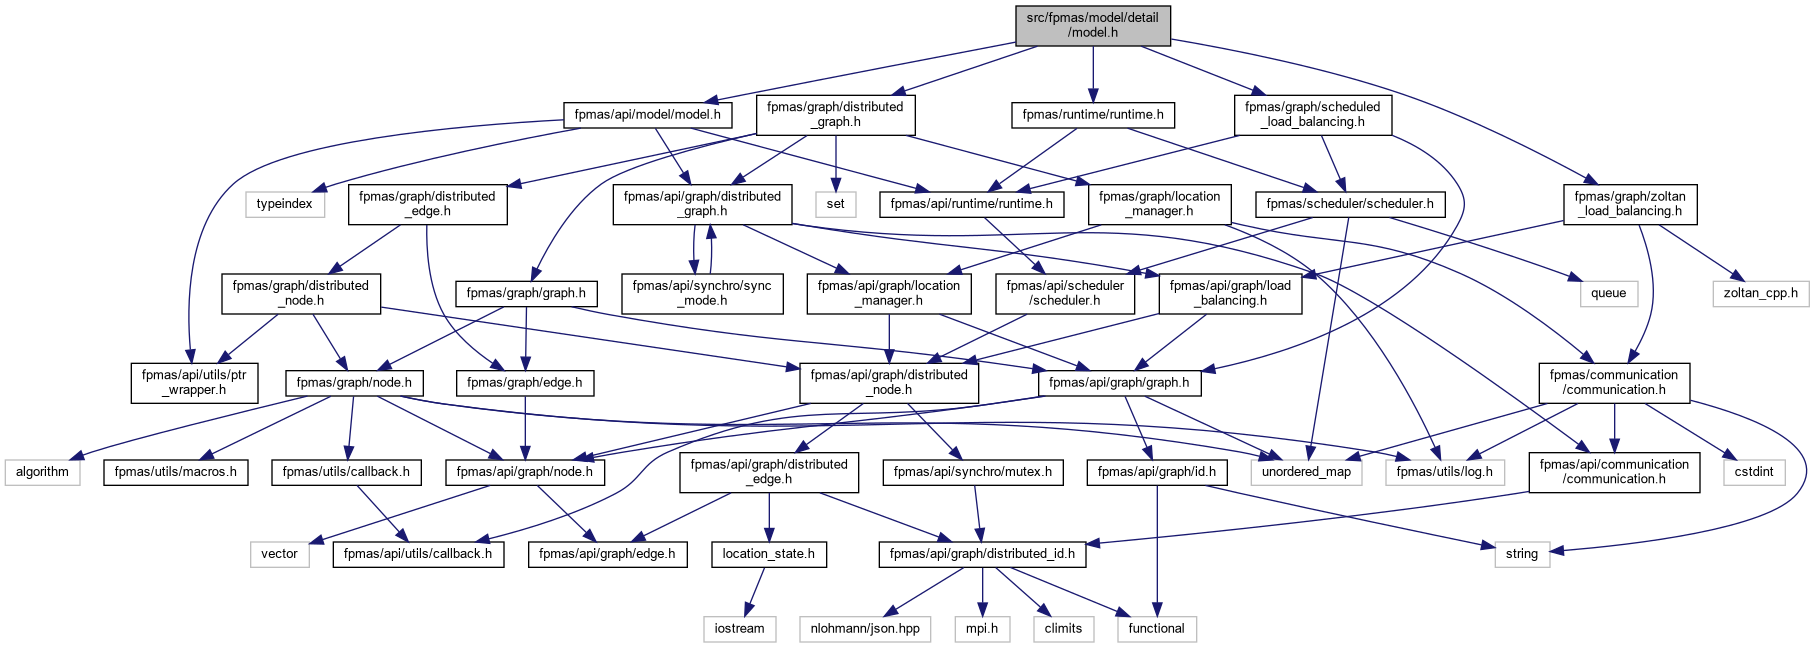 src/fpmas/model/detail
/model.h
fpmas/api/model/model.h
fpmas/graph/distributed
_graph.h
fpmas/runtime/runtime.h
fpmas/graph/scheduled
_load_balancing.h
typeindex
fpmas/graph/distributed
_edge.h
fpmas/api/graph/distributed
_graph.h
set
fpmas/api/runtime/runtime.h
fpmas/graph/location
_manager.h
fpmas/scheduler/scheduler.h
fpmas/graph/zoltan
_load_balancing.h
fpmas/graph/distributed
_node.h
fpmas/graph/graph.h
fpmas/api/synchro/sync
_mode.h
fpmas/api/graph/location
_manager.h
fpmas/api/scheduler
/scheduler.h
fpmas/api/graph/load
_balancing.h
queue
zoltan_cpp.h
fpmas/api/utils/ptr
_wrapper.h
fpmas/graph/node.h
fpmas/graph/edge.h
fpmas/api/graph/distributed
_node.h
fpmas/api/graph/graph.h
fpmas/communication
/communication.h
algorithm
fpmas/utils/macros.h
fpmas/utils/callback.h
fpmas/api/graph/node.h
fpmas/api/graph/distributed
_edge.h
fpmas/api/synchro/mutex.h
fpmas/api/graph/id.h
unordered_map
fpmas/utils/log.h
fpmas/api/communication
/communication.h
cstdint
vector
fpmas/api/utils/callback.h
fpmas/api/graph/edge.h
location_state.h
fpmas/api/graph/distributed_id.h
string
iostream
nlohmann/json.hpp
mpi.h
climits
functional